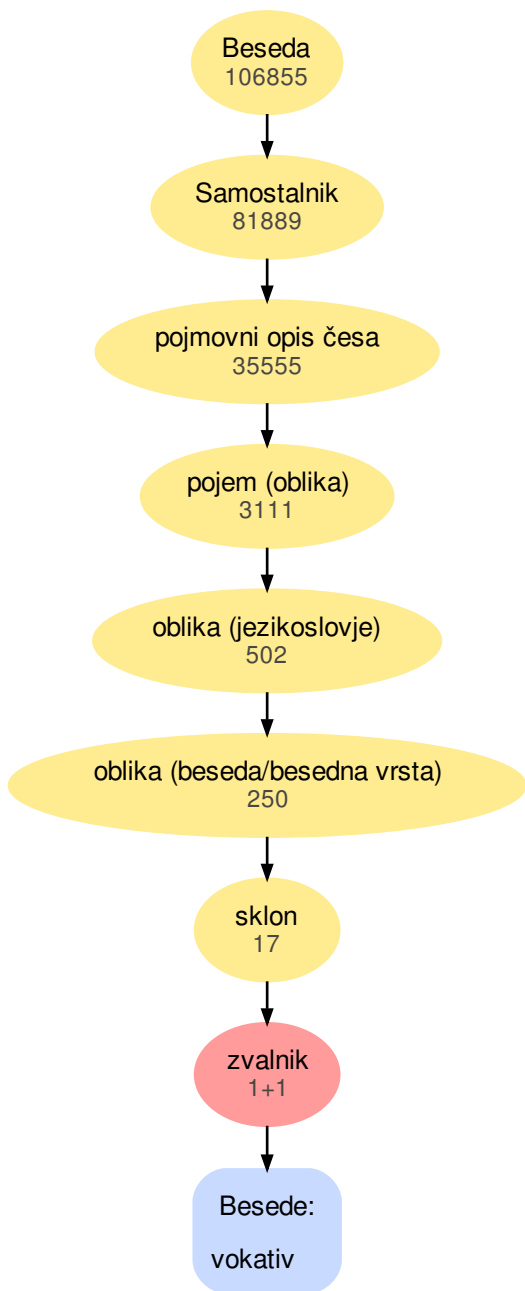 Beseda
106855
Samostalnik
81889
pojmovni opis česa
35555
pojem (oblika)
3111
oblika (jezikoslovje)
502
oblika (beseda/besedna vrsta)
250
sklon
17
zvalnik
1+1
Besede:
vokativ